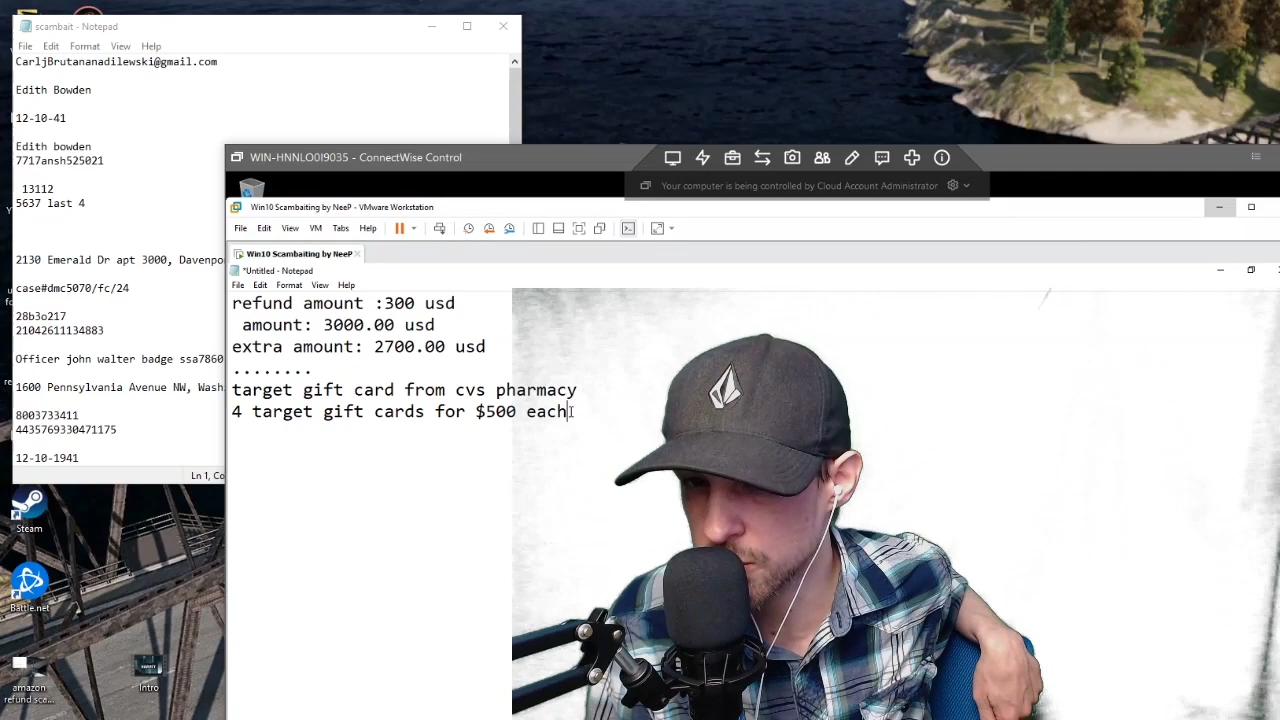 scambait - Notepad
File Edit Format View Help
CarljBrutananadilewski@gmail.com
Edith Bowden
12-10-41
Edith bowden
7717ansh525021
13112
5637 last 4
2130 Emerald Dr apt 3000, Davenpo
case#dmc5070/fc/24
28b3o217
21042611134883
Officer john walter badge ssa7860
1600 Pennsylvania Avenue NW, Wash
8003733411
4435769330471175
12-10-1941
Ln 1, Co
WIN-HNNLO0I9035 - ConnectWise Control
Your computer is being controlled by Cloud Account Administrator
Win10 Scambaiting by NeeP - VMware Workstation
File Edit View VM Tabs Help
Win10 Scambaiting by NeeP
*Untitled - Notepad
File Edit Format View Help
refund amount :300 usd
amount: 3000.00 usd
extra amount: 2700.00 usd
........
target gift card from cvs pharmacy
4 target gift cards for $500 each
Steam
Battle.net
amazon
refund sca...
Intro